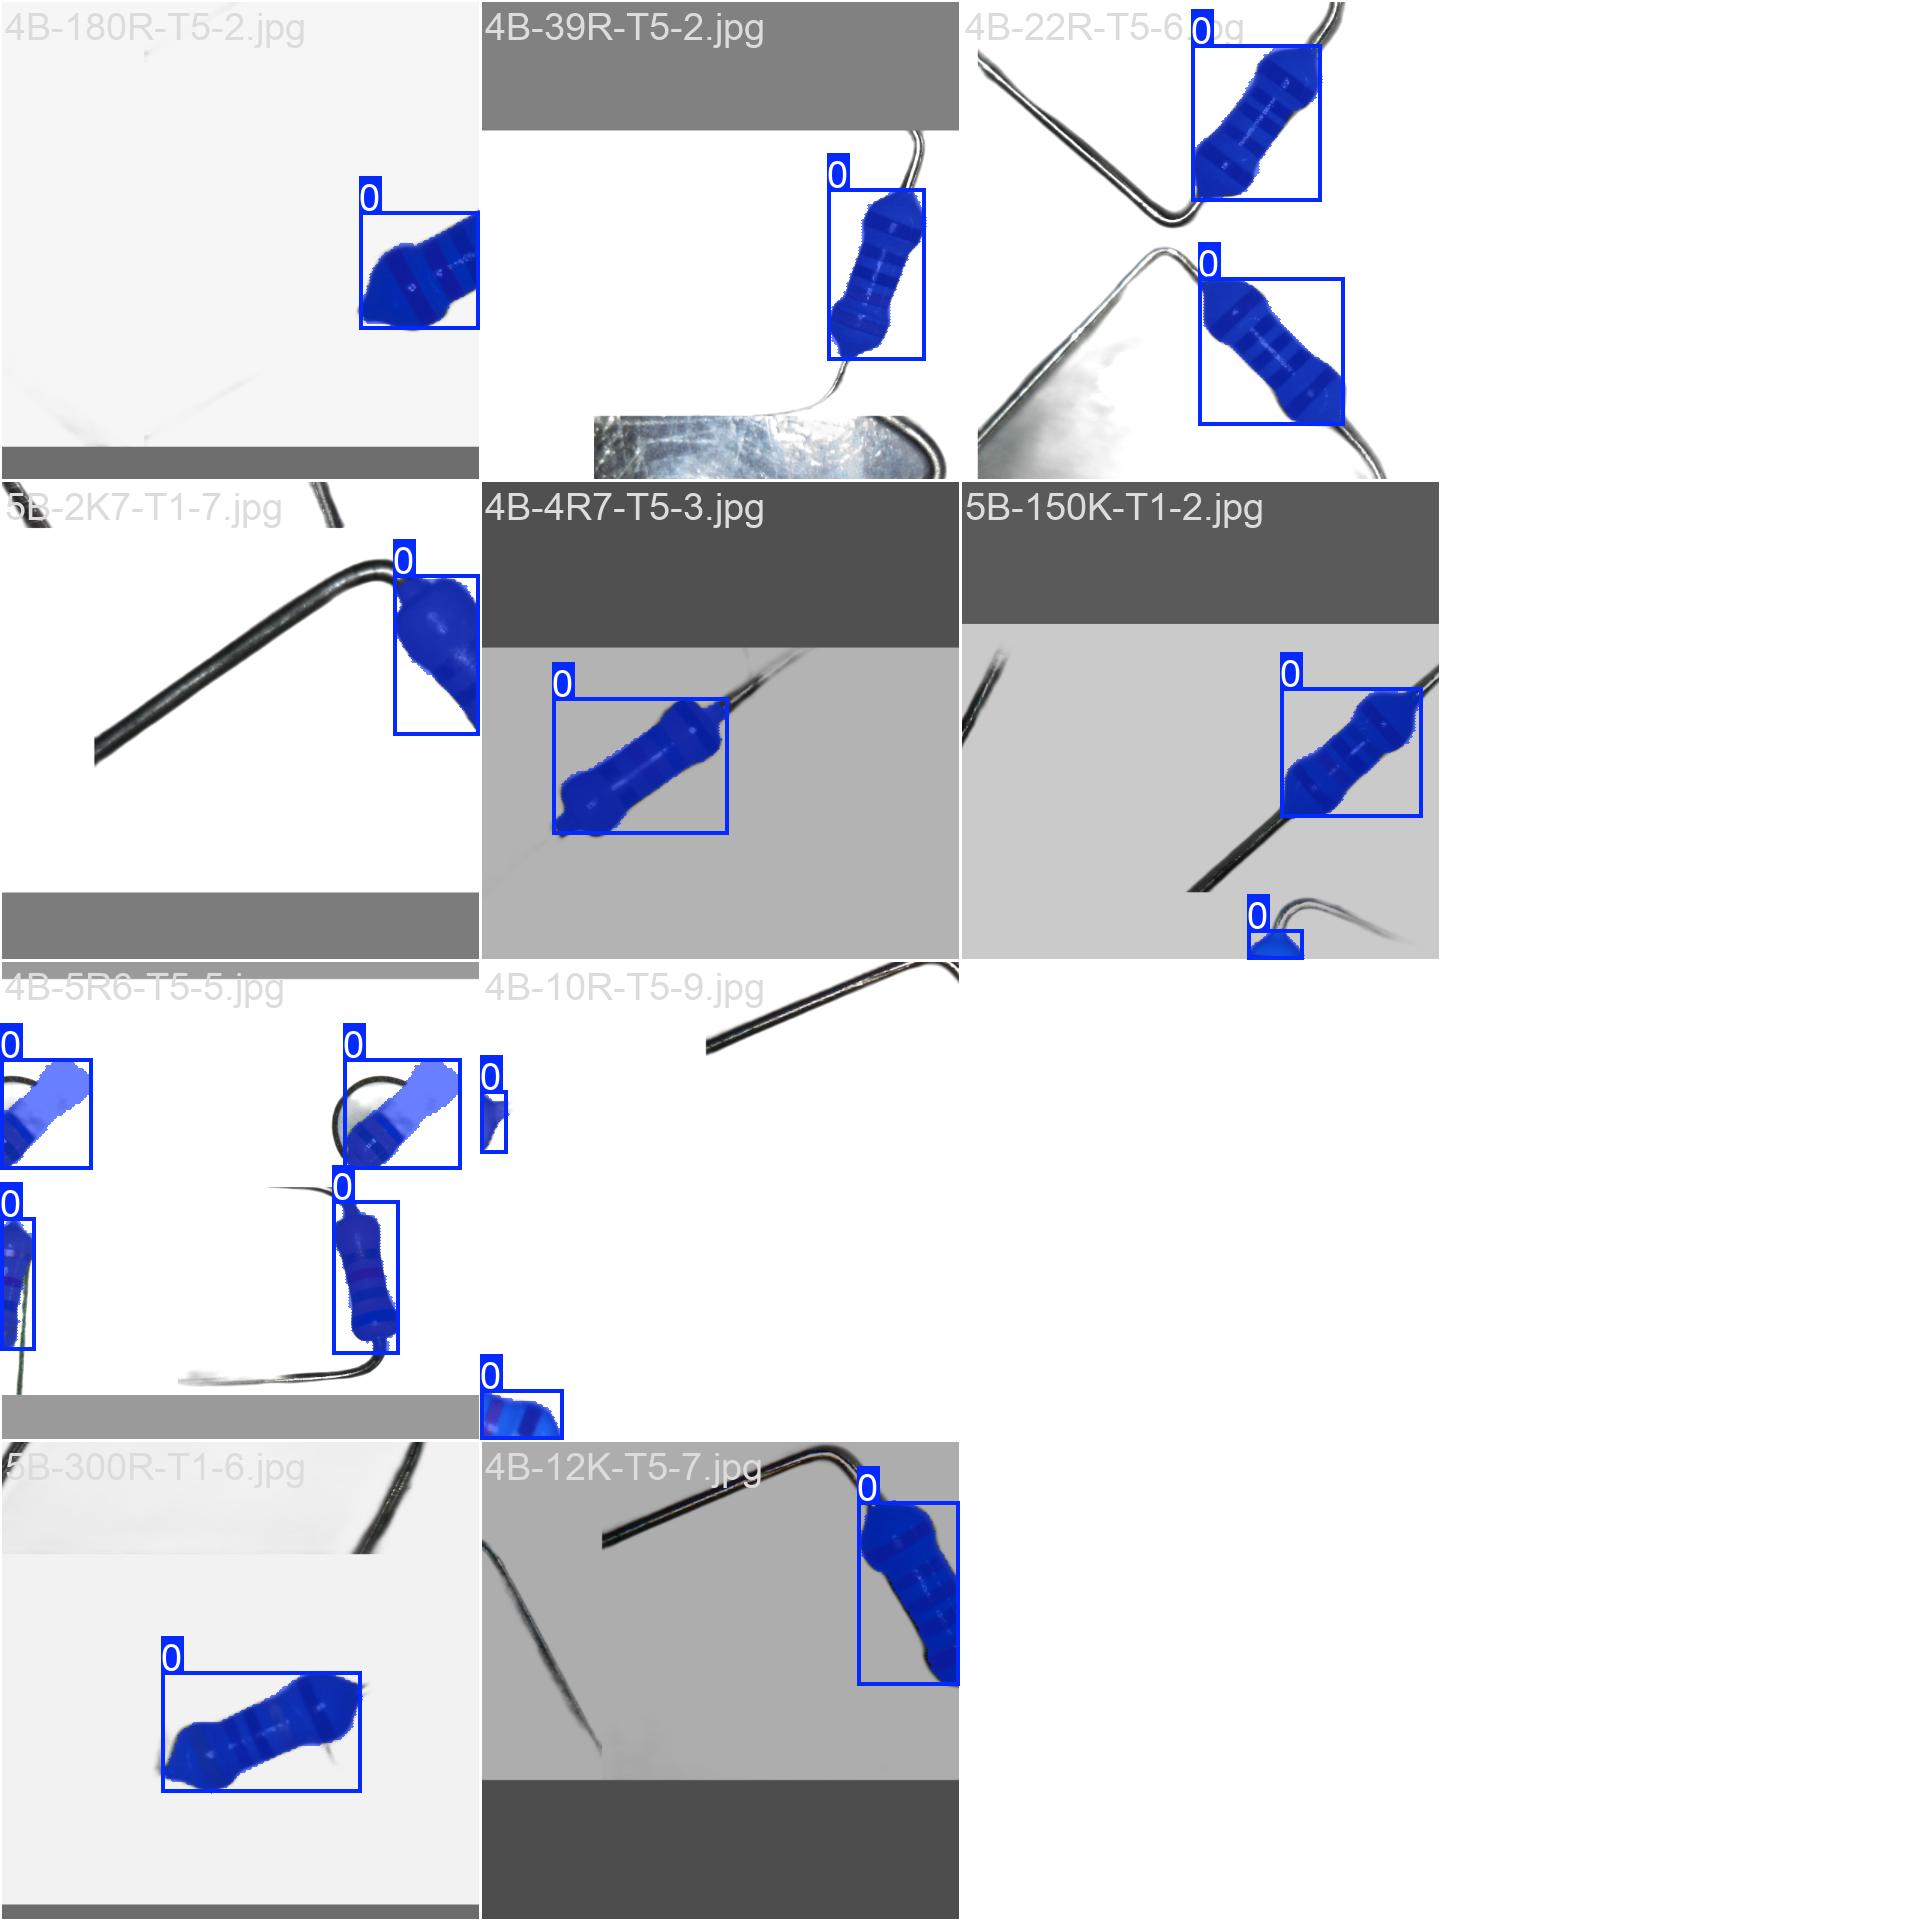 4B-180R-T5-2.jpg
4B-39R-T5-2.jpg
4B-22R-T5-6.jpg
0
0
0
0
5B-2K7-T1-7.jpg
4B-4R7-T5-3.jpg
5B-150K-T1-2.jpg
0
0
0
0
4B-5R6-T5-5.jpg
4B-10R-T5-9.jpg
0
0
0
0
0
0
5B-300R-T1-6.jpg
4B-12K-T5-7.jpg
0
0